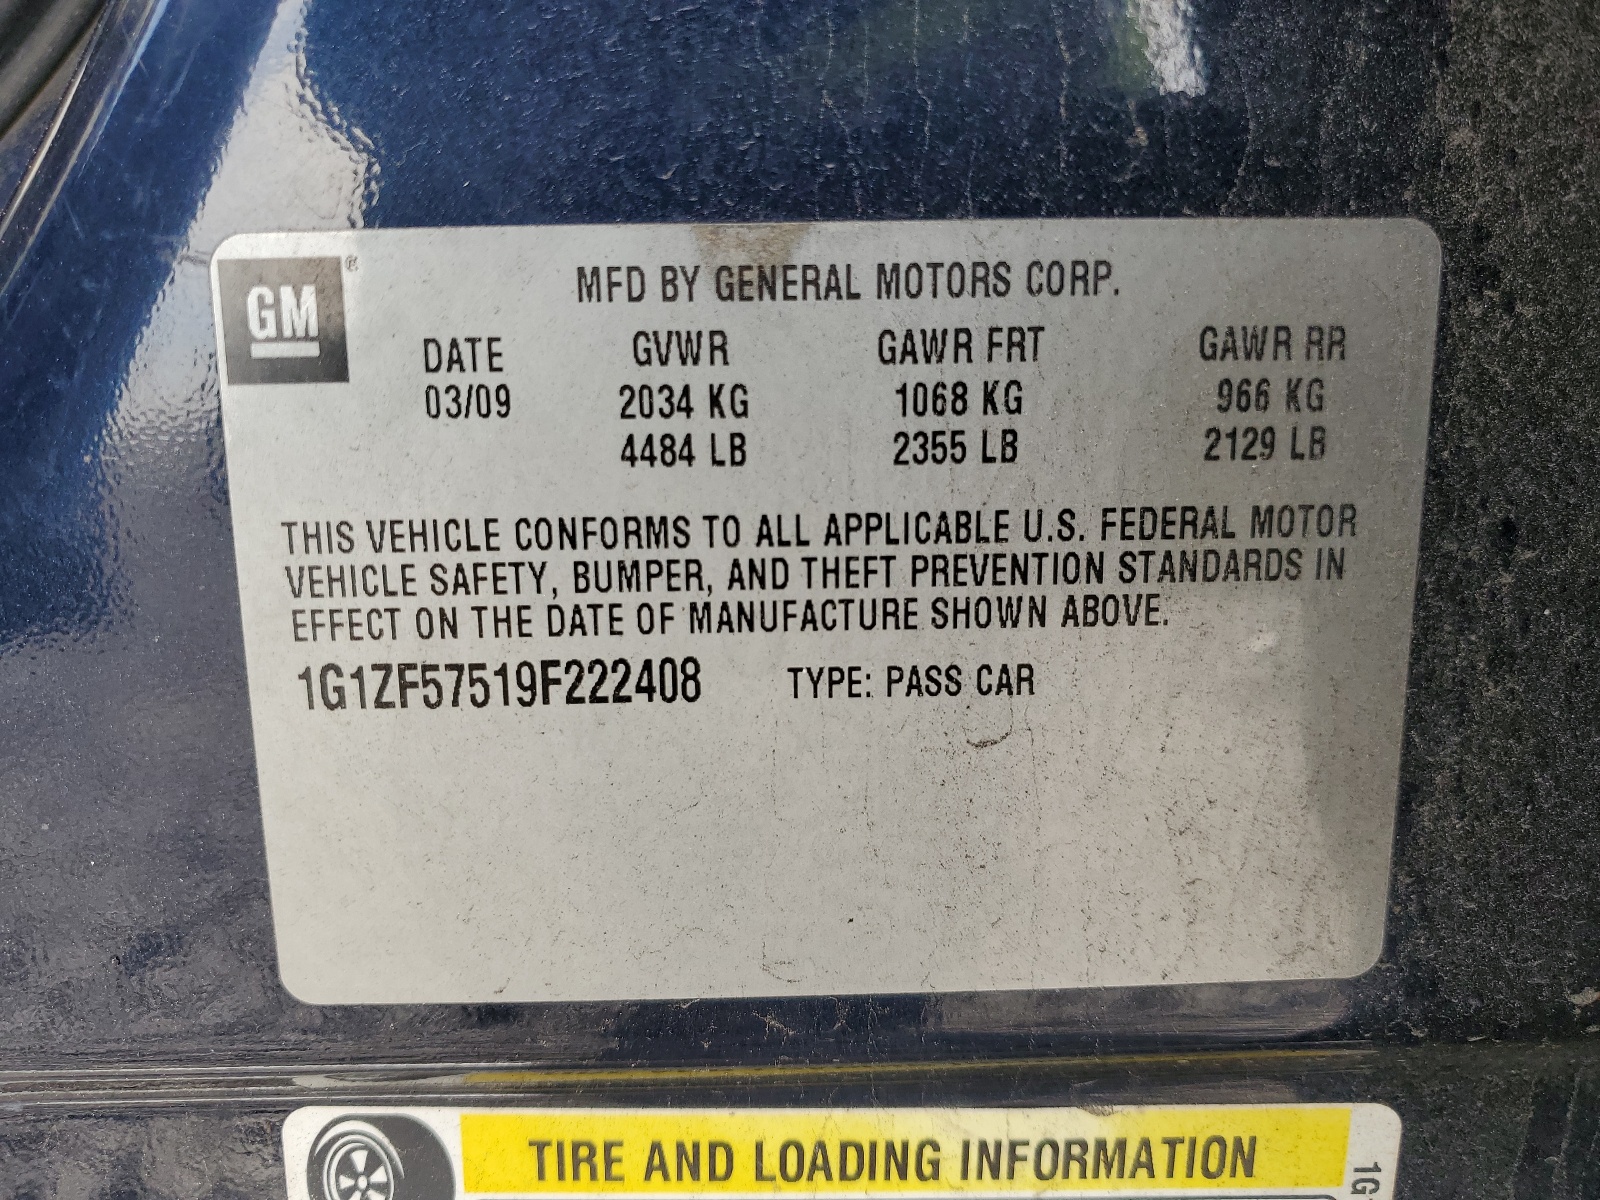 GM®
MFD BY GENERAL MOTORS CORP.
DATE GVWR GAWR FRT GAWR RR
03/09 2034 KG 1068 KG 966 KG
4484 LB 2355 LB 2129 LB
THIS VEHICLE CONFORMS TO ALL APPLICABLE U.S. FEDERAL MOTOR
VEHICLE SAFETY, BUMPER, AND THEFT PREVENTION STANDARDS IN
EFFECT ON THE DATE OF MANUFACTURE SHOWN ABOVE.
1G1ZF57519F222408 TYPE: PASS CAR
TIRE AND LOADING INFORMATION
1G